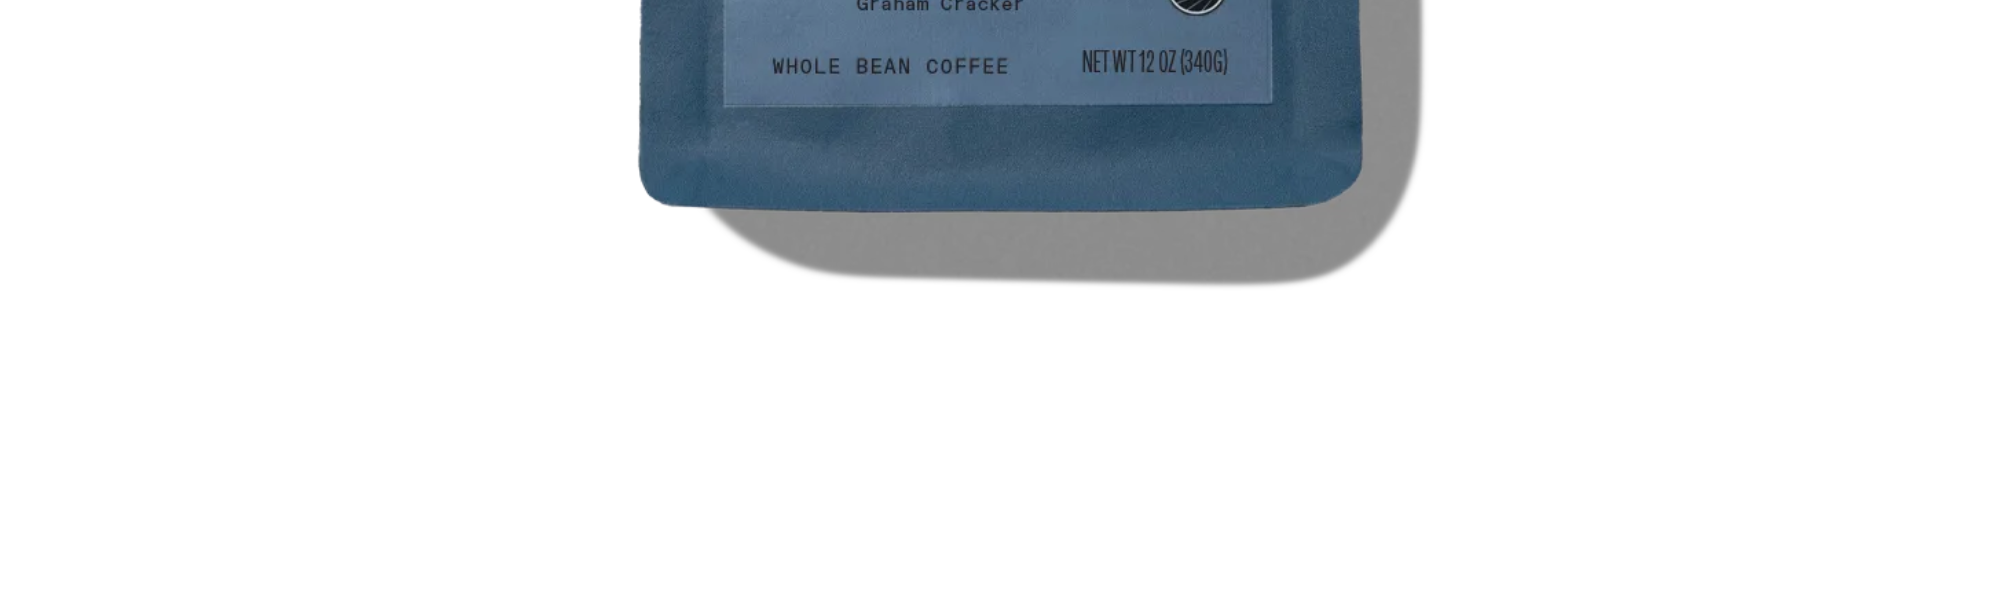 Graham Cracker
WHOLE BEAN COFFEE
NET WT 12 OZ (340G)